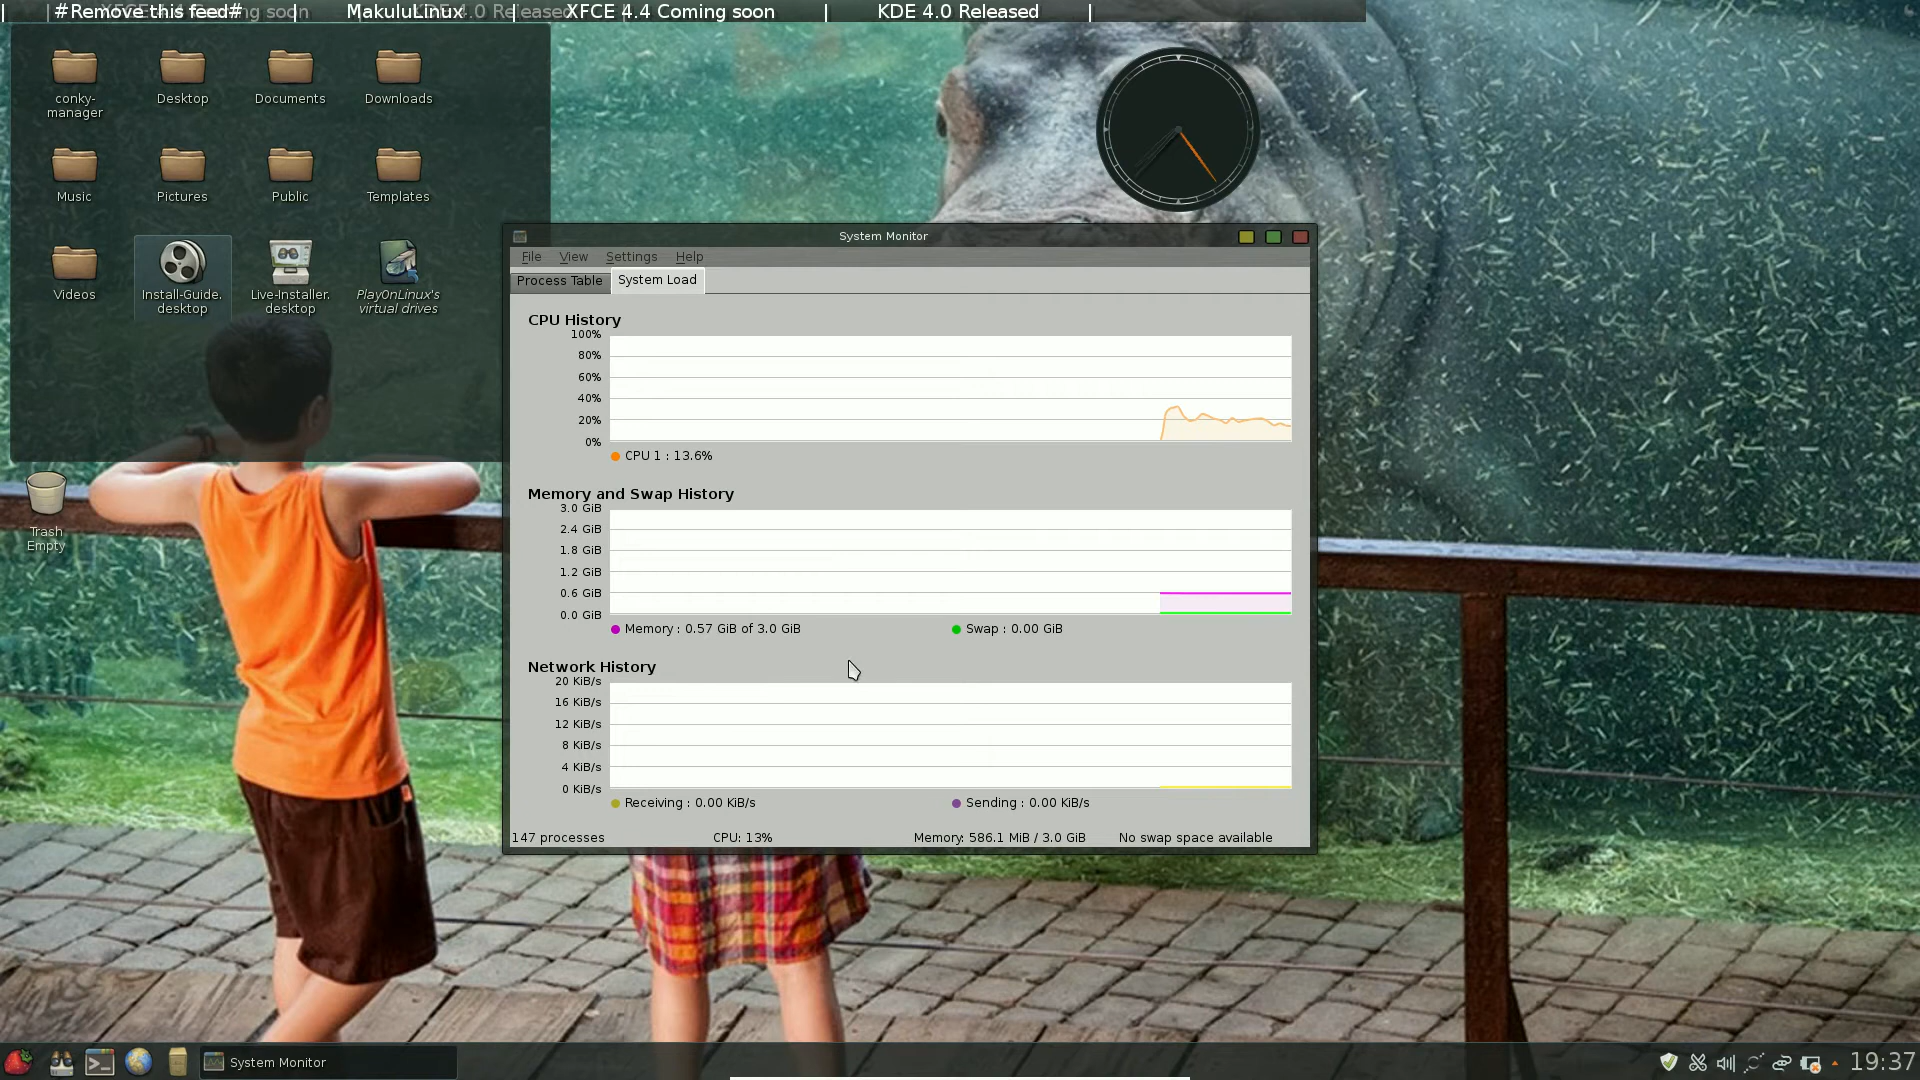 #Remove this feed#
MakuluLinux
XFCE 4.4 Coming soon
KDE 4.0 Released
conky-
manager
Desktop
Documents
Downloads
Music
Pictures
Public
Templates
Videos
Install-Guide.
desktop
Live-Installer.
desktop
PlayOnLinux's
virtual drives
Trash
Empty
System Monitor
File View Settings Help
Process Table System Load
CPU History
100%
80%
60%
40%
20%
0%
CPU 1 : 13.6%
Memory and Swap History
3.0 GiB
2.4 GiB
1.8 GiB
1.2 GiB
0.6 GiB
0.0 GiB
Memory : 0.57 GiB of 3.0 GiB
Swap : 0.00 GiB
Network History
20 KiB/s
16 KiB/s
12 KiB/s
8 KiB/s
4 KiB/s
0 KiB/s
Receiving : 0.00 KiB/s
Sending : 0.00 KiB/s
147 processes
CPU: 13%
Memory: 586.1 MiB / 3.0 GiB
No swap space available
System Monitor
19:37